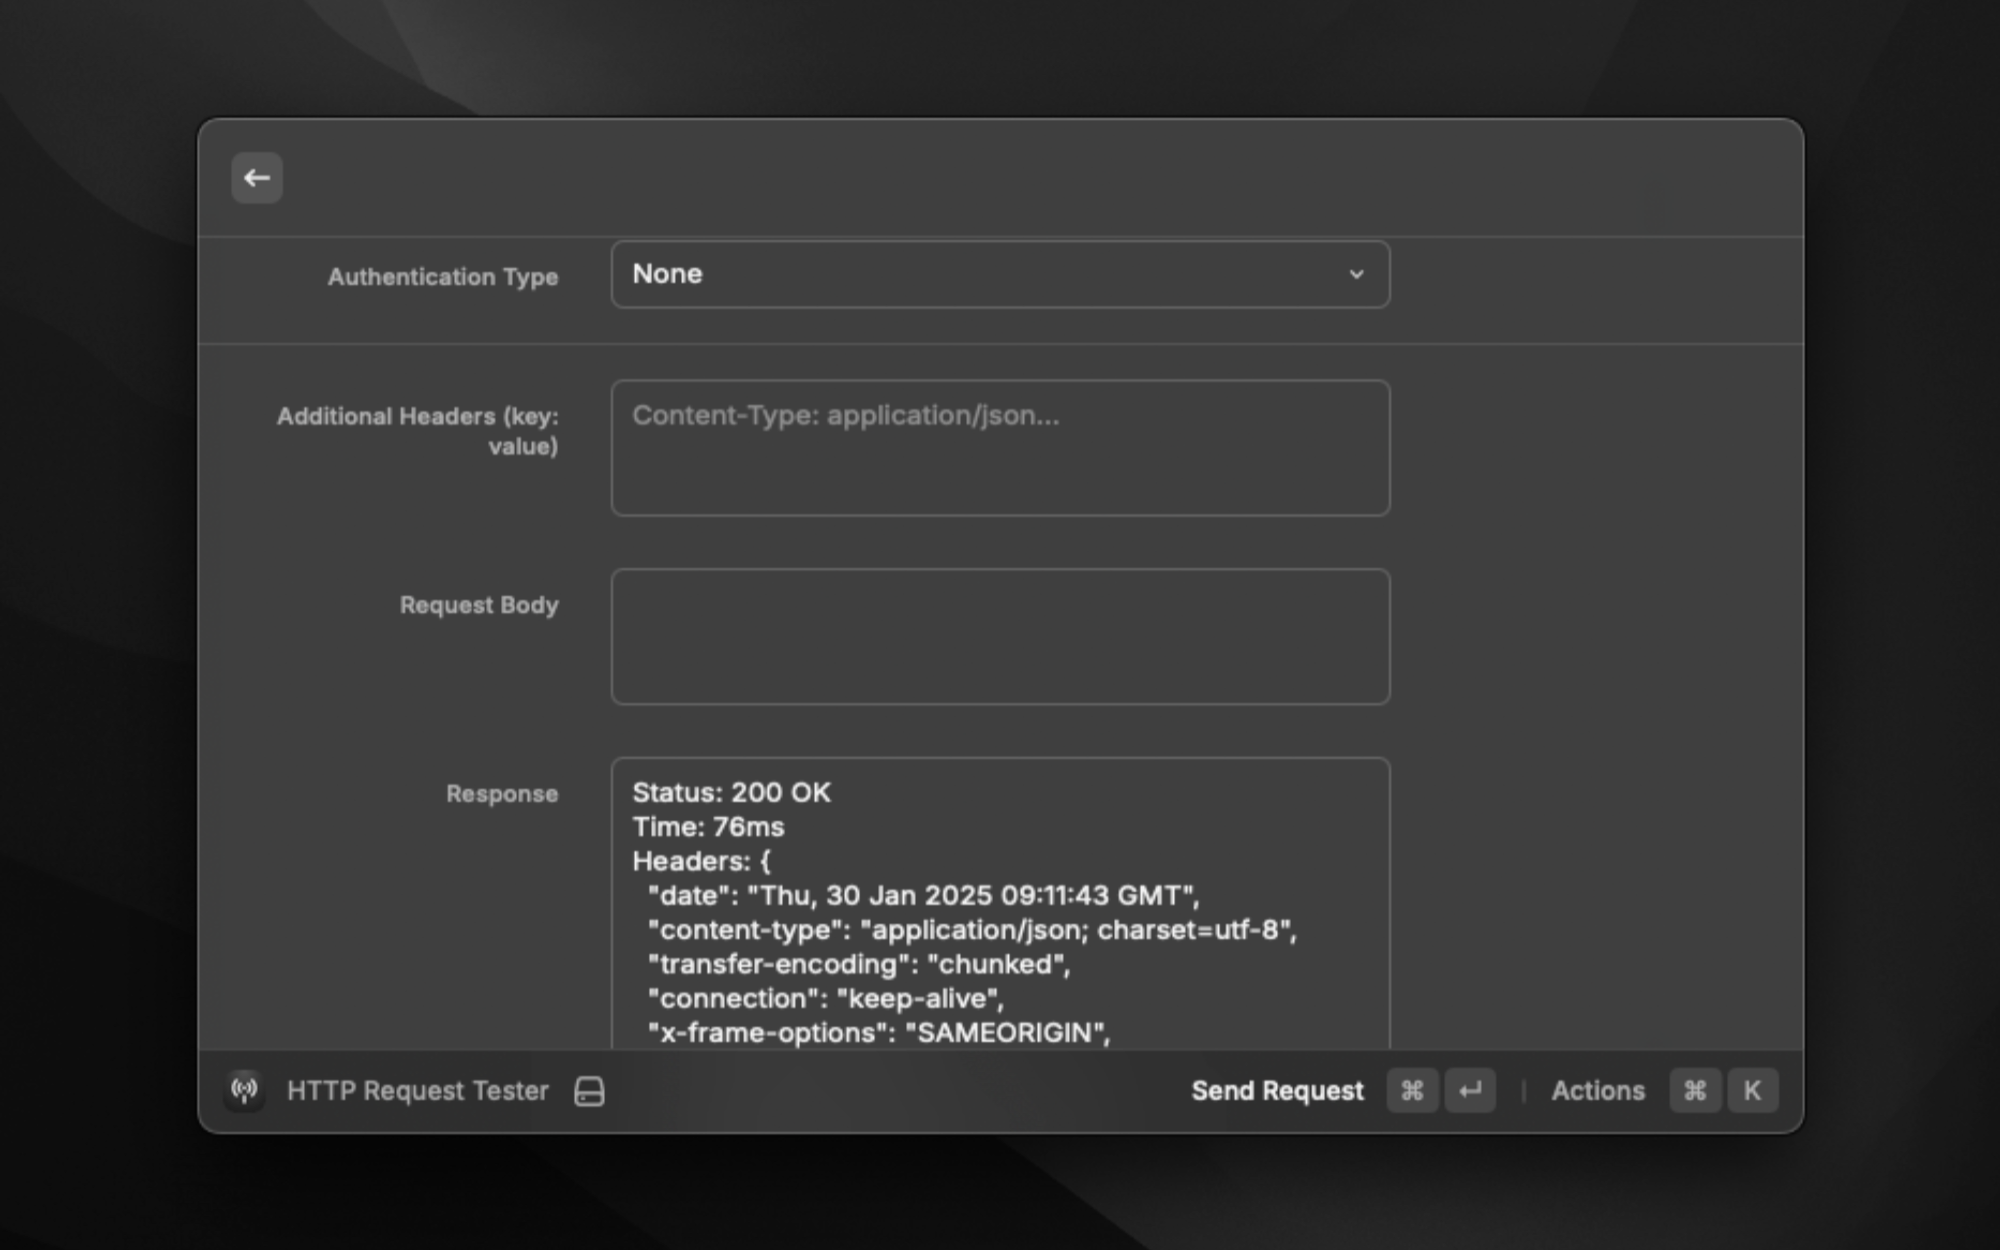 Authentication Type
None
Additional Headers (key:
value)
Content-Type: application/json...
Request Body
Response
Status: 200 OK
Time: 76ms
Headers: {
"date": "Thu, 30 Jan 2025 09:11:43 GMT",
"content-type": "application/json; charset=utf-8",
"transfer-encoding": "chunked",
"connection": "keep-alive",
"x-frame-options": "SAMEORIGIN",
HTTP Request Tester
Send Request ⌘ ↵ | Actions ⌘ K